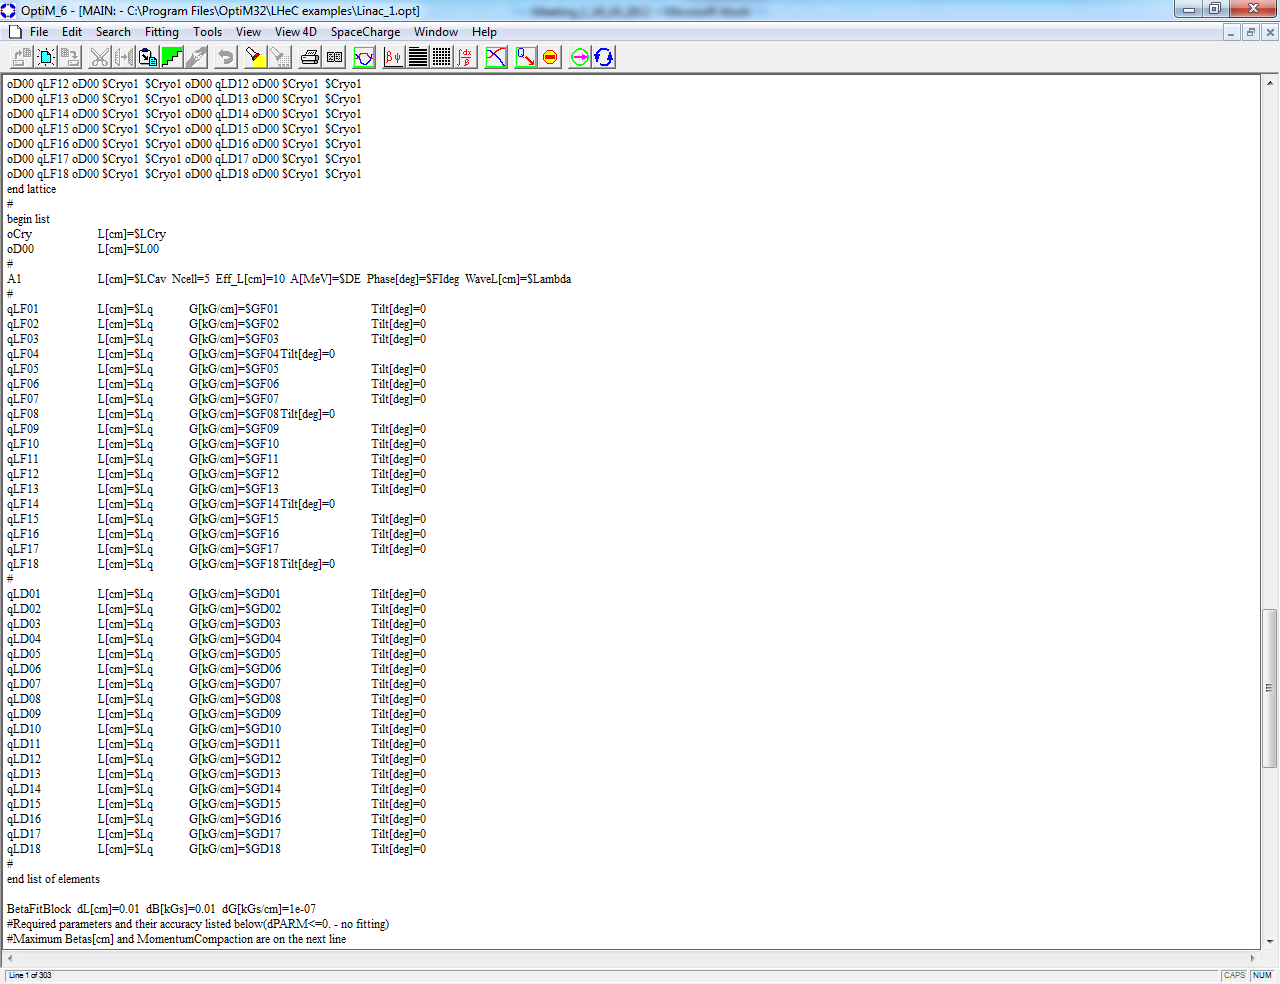 OptiM_6 - [MAIN: - C:\Program Files\OptiM32\LHeC examples\Linac_1.opt]
File Edit Search Fitting Tools View View 4D SpaceCharge Window Help
oD00 qLF12 oD00 $Cryo1 $Cryo1 oD00 qLD12 oD00 $Cryo1 $Cryo1
oD00 qLF13 oD00 $Cryo1 $Cryo1 oD00 qLD13 oD00 $Cryo1 $Cryo1
oD00 qLF14 oD00 $Cryo1 $Cryo1 oD00 qLD14 oD00 $Cryo1 $Cryo1
oD00 qLF15 oD00 $Cryo1 $Cryo1 oD00 qLD15 oD00 $Cryo1 $Cryo1
oD00 qLF16 oD00 $Cryo1 $Cryo1 oD00 qLD16 oD00 $Cryo1 $Cryo1
oD00 qLF17 oD00 $Cryo1 $Cryo1 oD00 qLD17 oD00 $Cryo1 $Cryo1
oD00 qLF18 oD00 $Cryo1 $Cryo1 oD00 qLD18 oD00 $Cryo1 $Cryo1
end lattice
#
begin list
oCry L[cm]=$LCry
oD00 L[cm]=$L00
#
A1 L[cm]=$LCav Ncell=5 Eff_L[cm]=10 A[MeV]=$DE Phase[deg]=$FIdeg WaveL[cm]=$Lambda
#
qLF01 L[cm]=$Lq G[kG/cm]=$GF01 Tilt[deg]=0
qLF02 L[cm]=$Lq G[kG/cm]=$GF02 Tilt[deg]=0
qLF03 L[cm]=$Lq G[kG/cm]=$GF03 Tilt[deg]=0
qLF04 L[cm]=$Lq G[kG/cm]=$GF04 Tilt[deg]=0
qLF05 L[cm]=$Lq G[kG/cm]=$GF05 Tilt[deg]=0
qLF06 L[cm]=$Lq G[kG/cm]=$GF06 Tilt[deg]=0
qLF07 L[cm]=$Lq G[kG/cm]=$GF07 Tilt[deg]=0
qLF08 L[cm]=$Lq G[kG/cm]=$GF08 Tilt[deg]=0
qLF09 L[cm]=$Lq G[kG/cm]=$GF09 Tilt[deg]=0
qLF10 L[cm]=$Lq G[kG/cm]=$GF10 Tilt[deg]=0
qLF11 L[cm]=$Lq G[kG/cm]=$GF11 Tilt[deg]=0
qLF12 L[cm]=$Lq G[kG/cm]=$GF12 Tilt[deg]=0
qLF13 L[cm]=$Lq G[kG/cm]=$GF13 Tilt[deg]=0
qLF14 L[cm]=$Lq G[kG/cm]=$GF14 Tilt[deg]=0
qLF15 L[cm]=$Lq G[kG/cm]=$GF15 Tilt[deg]=0
qLF16 L[cm]=$Lq G[kG/cm]=$GF16 Tilt[deg]=0
qLF17 L[cm]=$Lq G[kG/cm]=$GF17 Tilt[deg]=0
qLF18 L[cm]=$Lq G[kG/cm]=$GF18 Tilt[deg]=0
#
qLD01 L[cm]=$Lq G[kG/cm]=$GD01 Tilt[deg]=0
qLD02 L[cm]=$Lq G[kG/cm]=$GD02 Tilt[deg]=0
qLD03 L[cm]=$Lq G[kG/cm]=$GD03 Tilt[deg]=0
qLD04 L[cm]=$Lq G[kG/cm]=$GD04 Tilt[deg]=0
qLD05 L[cm]=$Lq G[kG/cm]=$GD05 Tilt[deg]=0
qLD06 L[cm]=$Lq G[kG/cm]=$GD06 Tilt[deg]=0
qLD07 L[cm]=$Lq G[kG/cm]=$GD07 Tilt[deg]=0
qLD08 L[cm]=$Lq G[kG/cm]=$GD08 Tilt[deg]=0
qLD09 L[cm]=$Lq G[kG/cm]=$GD09 Tilt[deg]=0
qLD10 L[cm]=$Lq G[kG/cm]=$GD10 Tilt[deg]=0
qLD11 L[cm]=$Lq G[kG/cm]=$GD11 Tilt[deg]=0
qLD12 L[cm]=$Lq G[kG/cm]=$GD12 Tilt[deg]=0
qLD13 L[cm]=$Lq G[kG/cm]=$GD13 Tilt[deg]=0
qLD14 L[cm]=$Lq G[kG/cm]=$GD14 Tilt[deg]=0
qLD15 L[cm]=$Lq G[kG/cm]=$GD15 Tilt[deg]=0
qLD16 L[cm]=$Lq G[kG/cm]=$GD16 Tilt[deg]=0
qLD17 L[cm]=$Lq G[kG/cm]=$GD17 Tilt[deg]=0
qLD18 L[cm]=$Lq G[kG/cm]=$GD18 Tilt[deg]=0
#
end list of elements
BetaFitBlock dL[cm]=0.01 dB[kGs]=0.01 dG[kGs/cm]=1e-07
#Required parameters and their accuracy listed below(dPARM<=0. - no fitting)
#Maximum Betas[cm] and MomentumCompaction are on the next line
Line 1 of 303 CAPS NUM